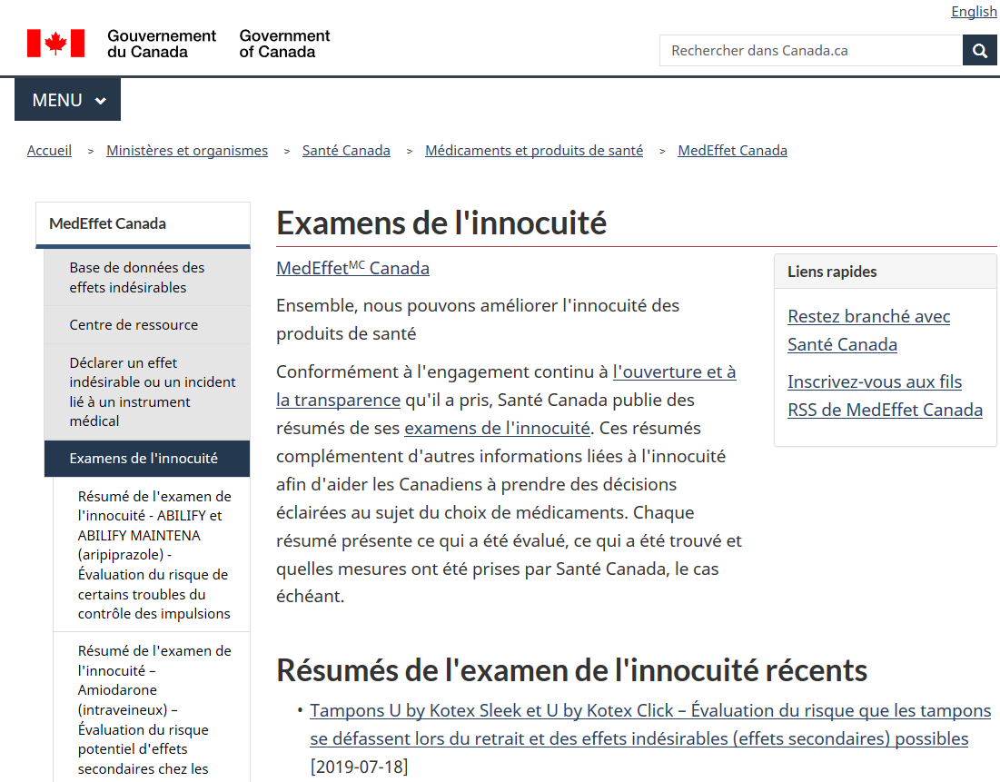 English
Gouvernement
du Canada
Government
of Canada
Rechercher dans Canada.ca
MENU
Accueil > Ministères et organismes > Santé Canada > Médicaments et produits de santé > MedEffet Canada
MedEffet Canada
Base de données des
effets indésirables
Centre de ressource
Déclarer un effet
indésirable ou un incident
lié à un instrument
médical
Examens de l'innocuité
Résumé de l'examen de
l'innocuité - ABILIFY et
ABILIFY MAINTENA
(aripiprazole) -
Évaluation du risque de
certains troubles du
contrôle des impulsions
Résumé de l'examen de
l'innocuité –
Amiodarone
(intraveineux) –
Évaluation du risque
potentiel d'effets
secondaires chez les
Examens de l'innocuité
MedEffetMC Canada
Ensemble, nous pouvons améliorer l'innocuité des
produits de santé
Conformément à l'engagement continu à l'ouverture et à
la transparence qu'il a pris, Santé Canada publie des
résumés de ses examens de l'innocuité. Ces résumés
complémentent d'autres informations liées à l'innocuité
afin d'aider les Canadiens à prendre des décisions
éclairées au sujet du choix de médicaments. Chaque
résumé présente ce qui a été évalué, ce qui a été trouvé et
quelles mesures ont été prises par Santé Canada, le cas
échéant.
Liens rapides
Restez branché avec
Santé Canada
Inscrivez-vous aux fils
RSS de MedEffet Canada
Résumés de l'examen de l'innocuité récents
• Tampons U by Kotex Sleek et U by Kotex Click – Évaluation du risque que les tampons
se défassent lors du retrait et des effets indésirables (effets secondaires) possibles
[2019-07-18]